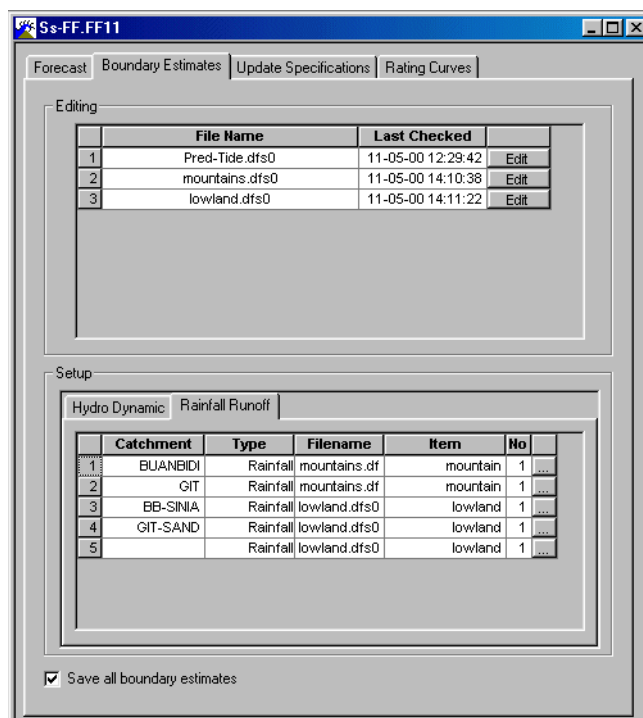 Ss-FF.FF11
Forecast Boundary Estimates Update Specifications Rating Curves
Editing
File Name Last Checked
1 Pred-Tide.dfs0 11-05-00 12:29:42 Edit
2 mountains.dfs0 11-05-00 14:10:38 Edit
3 lowland.dfs0 11-05-00 14:11:22 Edit
Setup
Hydro Dynamic Rainfall Runoff
Catchment Type Filename Item No
1 BUANBIDI Rainfall mountains.df mountain 1 ...
2 GIT Rainfall mountains.df mountain 1 ...
3 BB-SINIA Rainfall lowland.dfs0 lowland 1 ...
4 GIT-SAND Rainfall lowland.dfs0 lowland 1 ...
5 Rainfall lowland.dfs0 lowland 1 ...
Save all boundary estimates